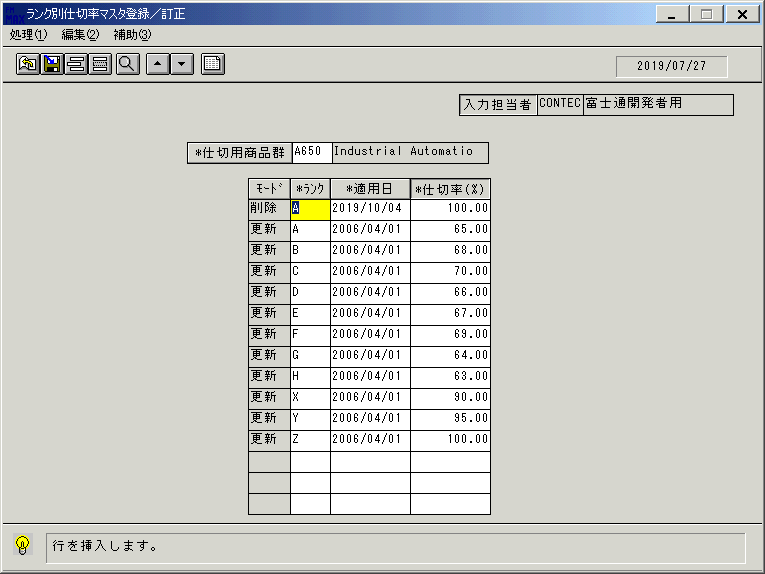 ランク別仕切率マスタ登録／訂正
処理(1) 編集(2) 補助(3)
2019/07/27
入力担当者 CONTEC 富士通開発者用
*仕切用商品群 A650 Industrial Automatio
ﾓｰﾄﾞ *ﾗﾝｸ *適用日 *仕切率(%)
削除 A 2019/10/04 100.00
更新 A 2006/04/01 65.00
更新 B 2006/04/01 68.00
更新 C 2006/04/01 70.00
更新 D 2006/04/01 66.00
更新 E 2006/04/01 67.00
更新 F 2006/04/01 69.00
更新 G 2006/04/01 64.00
更新 H 2006/04/01 63.00
更新 X 2006/04/01 90.00
更新 Y 2006/04/01 95.00
更新 Z 2006/04/01 100.00
行を挿入します。